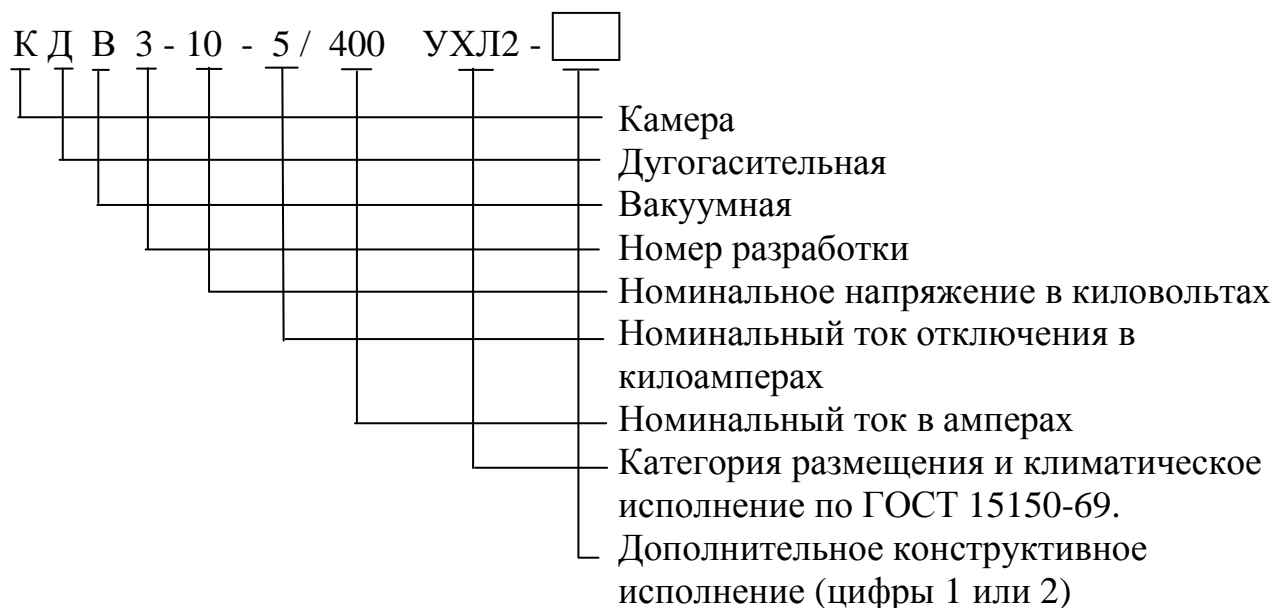 К Д В 3 - 10 - 5 / 400 УХЛ2 -
Камера
Дугогасительная
Вакуумная
Номер разработки
Номинальное напряжение в киловольтах
Номинальный ток отключения в
килоамперах
Номинальный ток в амперах
Категория размещения и климатическое
исполнение по ГОСТ 15150-69.
Дополнительное конструктивное
исполнение (цифры 1 или 2)